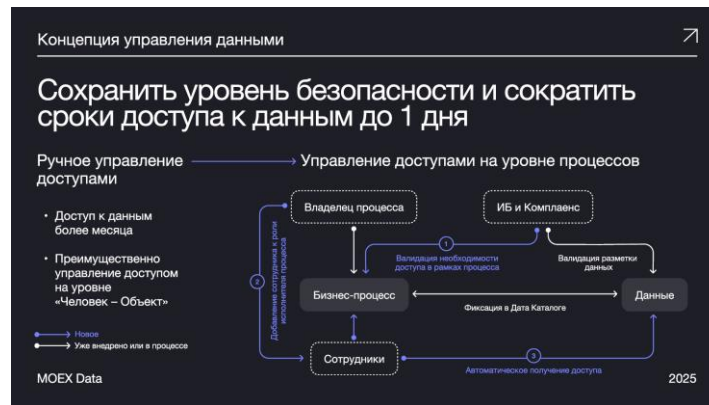 Концепция управления данными
Сохранить уровень безопасности и сократить
сроки доступа к данным до 1 дня
Ручное управление
доступами
Управление доступами на уровне процессов
• Доступ к данным
более месяца
• Преимущественно
управление доступом
на уровне
«Человек – Объект»
Новое
Уже внедрено или в процессе
Владелец процесса
ИБ и Комплаенс
1
Валидация необходимости
доступа в рамках процесса
Валидация разметки
данных
2
Добавление сотрудника к роли
исполнителя процесса
Бизнес-процесс
Фиксация в Дата Каталоге
Данные
Сотрудники
3
Автоматическое получение доступа
MOEX Data
2025